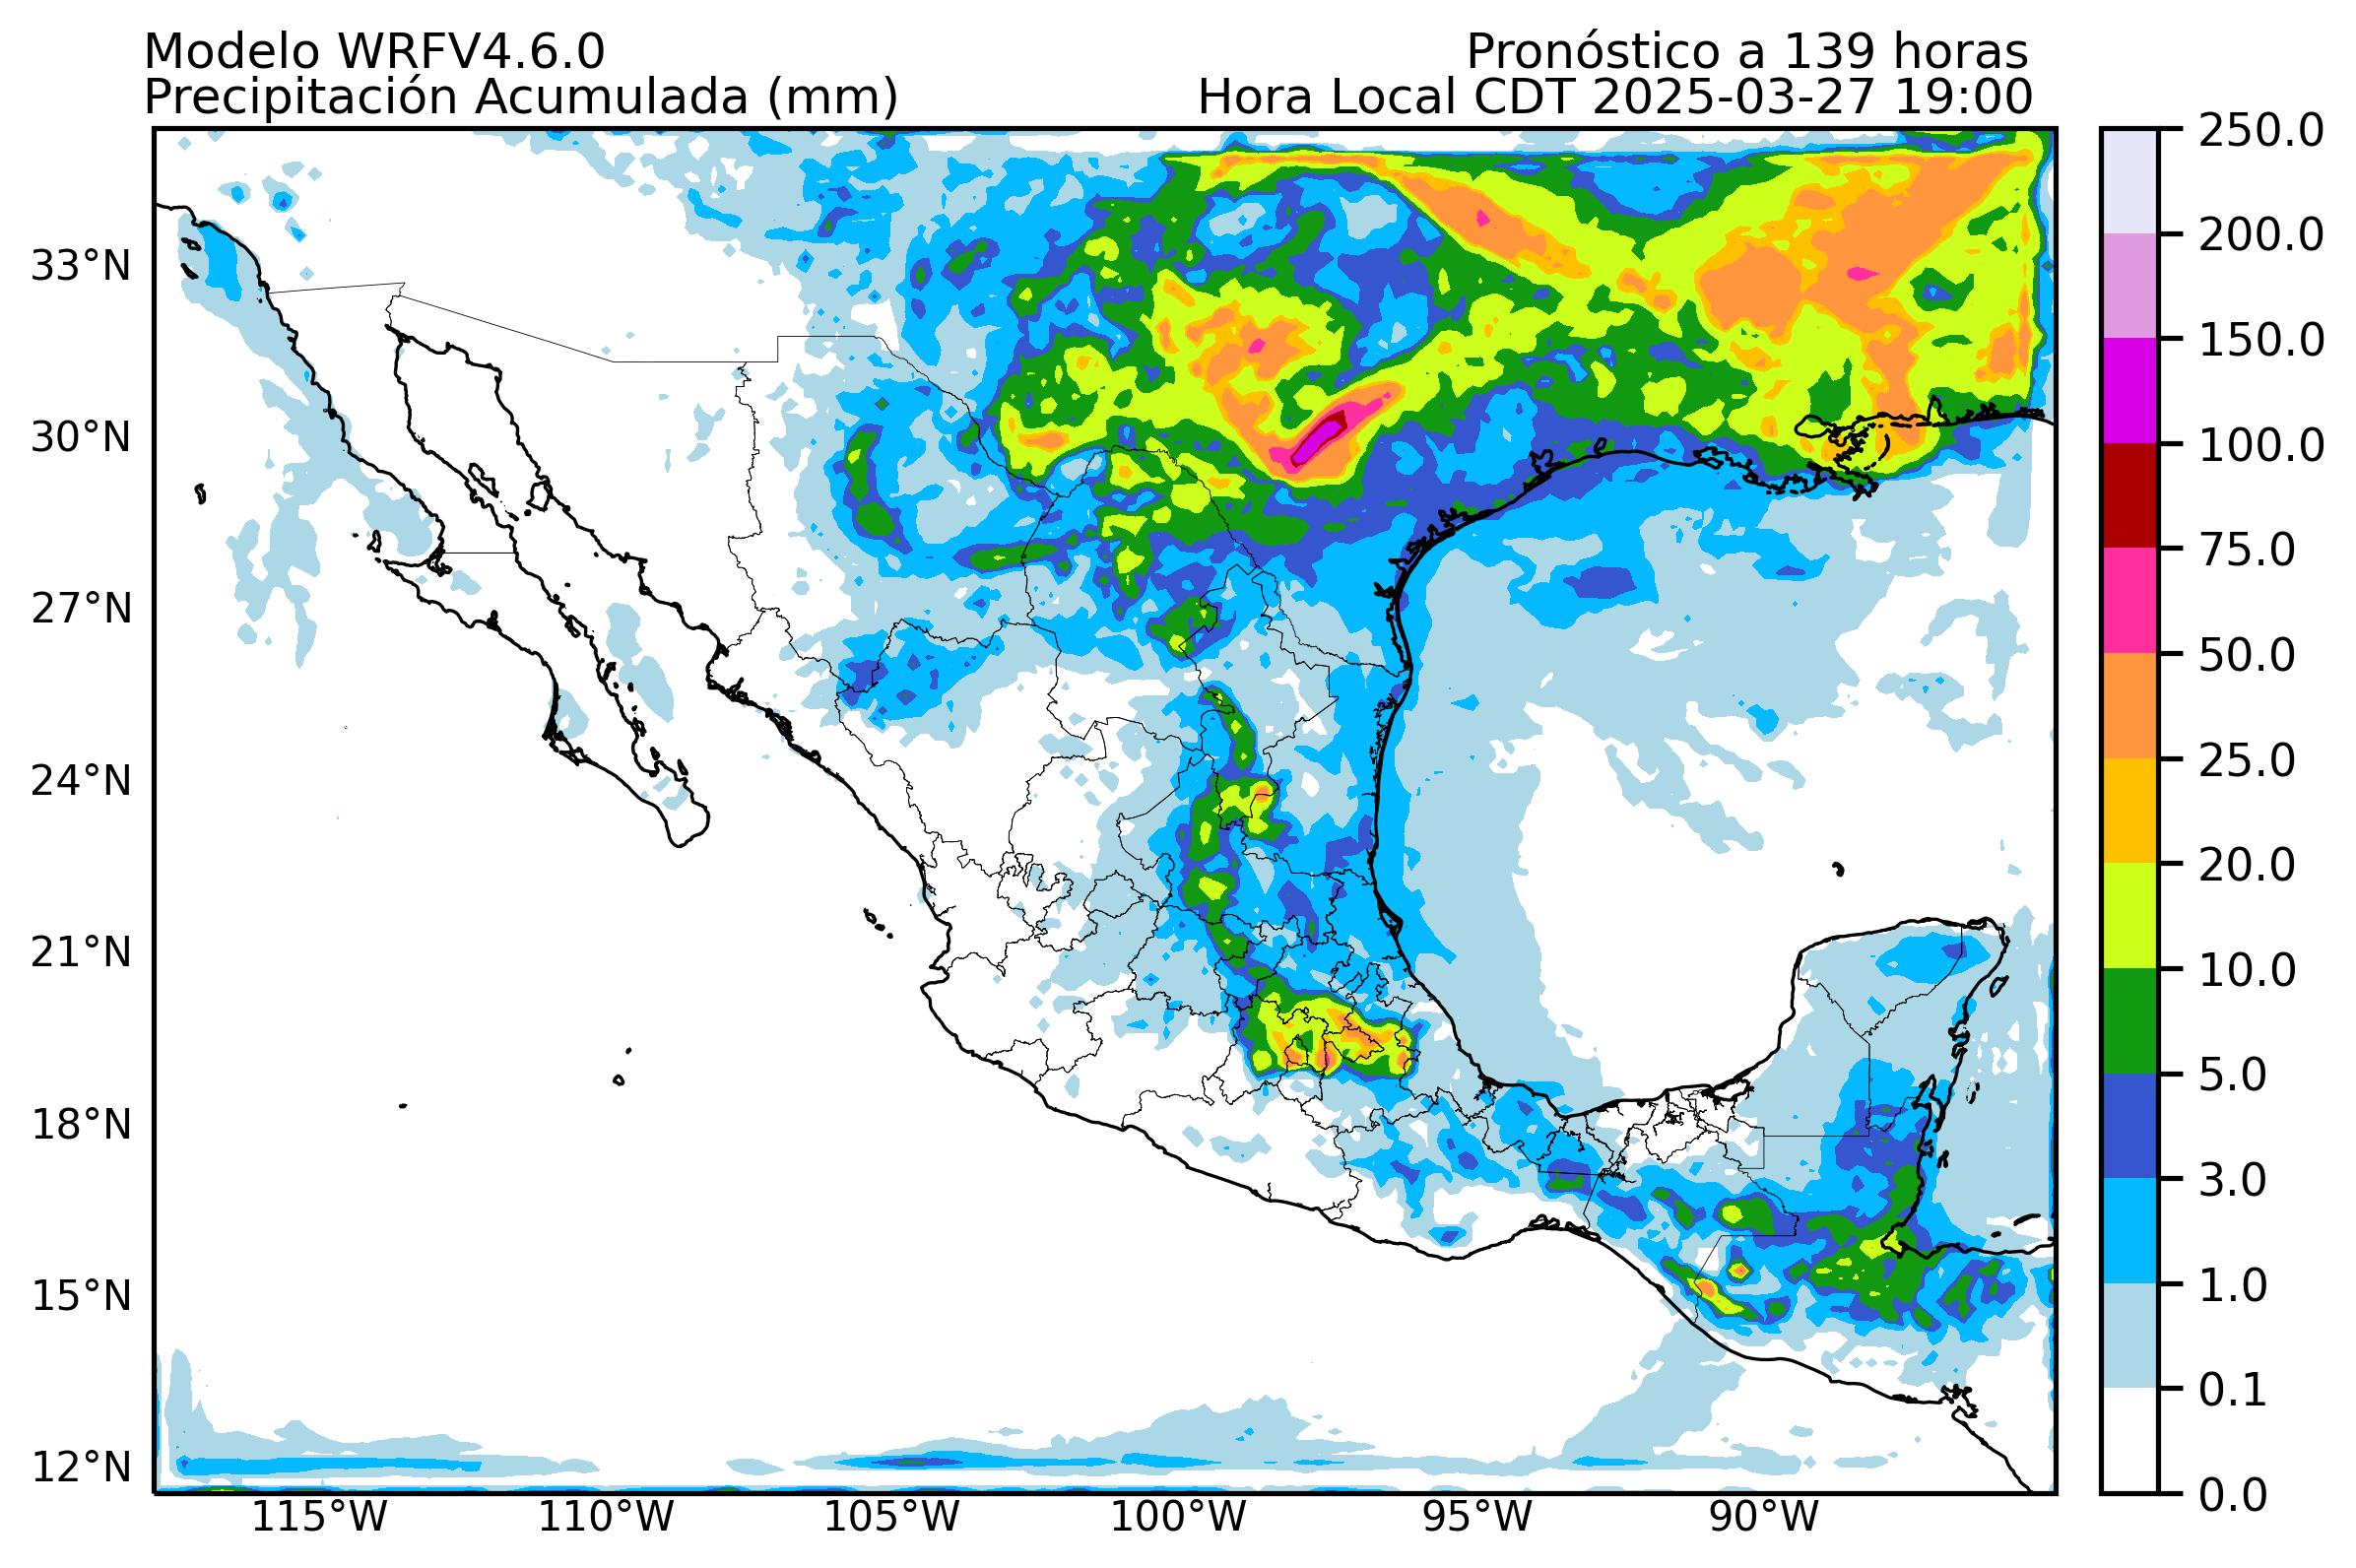 Modelo WRFV4.6.0
Pronóstico a 139 horas
Precipitación Acumulada (mm)
Hora Local CDT 2025-03-27 19:00
33°N
30°N
27°N
24°N
21°N
18°N
15°N
12°N
115°W
110°W
105°W
100°W
95°W
90°W
250.0
200.0
150.0
100.0
75.0
50.0
25.0
20.0
10.0
5.0
3.0
1.0
0.1
0.0